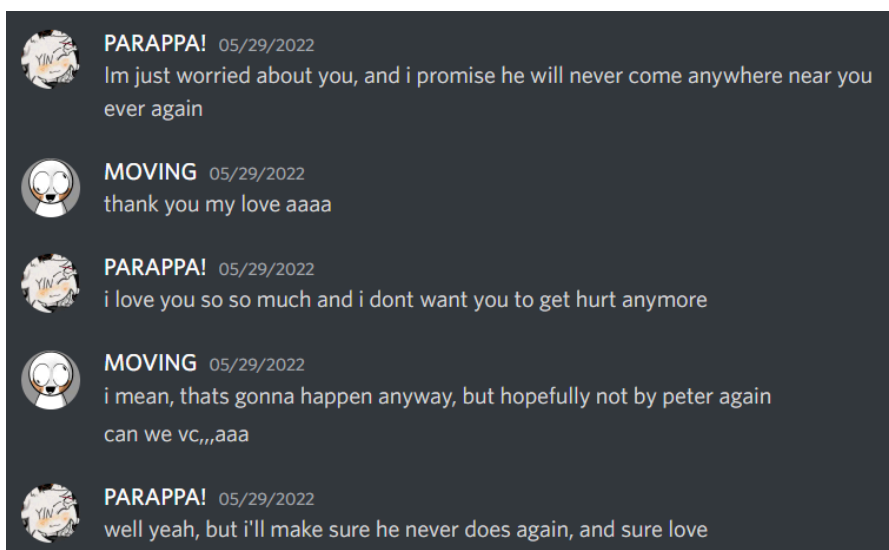 PARAPPA! 05/29/2022
Im just worried about you, and i promise he will never come anywhere near you
ever again
MOVING 05/29/2022
thank you my love aaaa
PARAPPA! 05/29/2022
i love you so so much and i dont want you to get hurt anymore
MOVING 05/29/2022
i mean, thats gonna happen anyway, but hopefully not by peter again
can we vc,,,aaa
PARAPPA! 05/29/2022
well yeah, but i'll make sure he never does again, and sure love